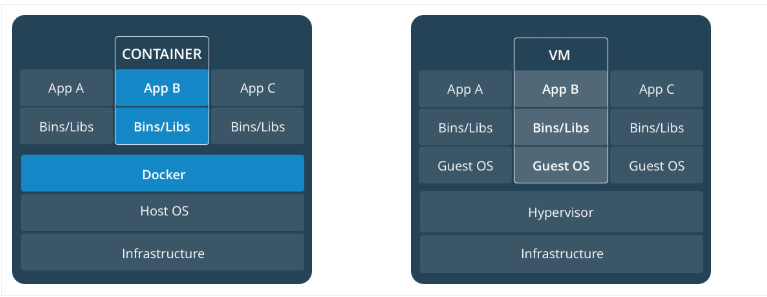 CONTAINER
App A App B App C
Bins/Libs Bins/Libs Bins/Libs
Docker
Host OS
Infrastructure
VM
App A App B App C
Bins/Libs Bins/Libs Bins/Libs
Guest OS Guest OS Guest OS
Hypervisor
Infrastructure